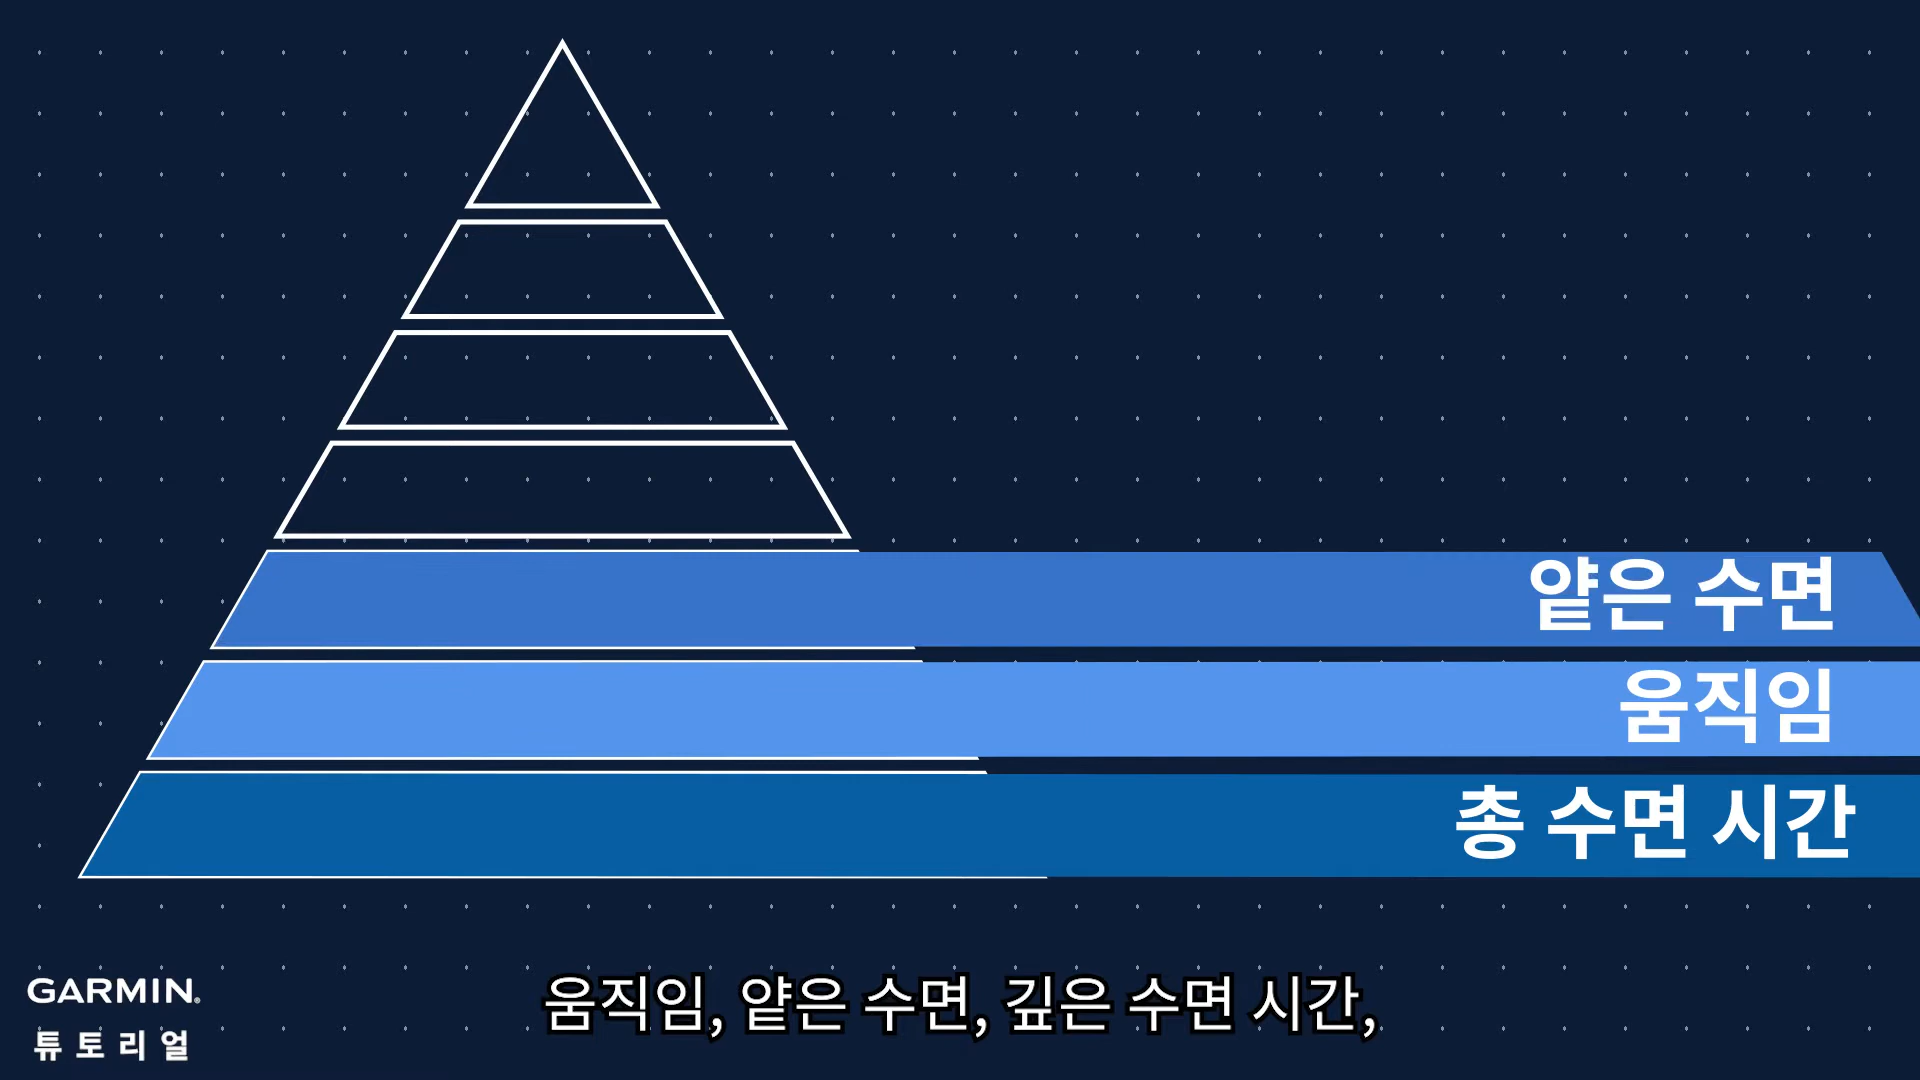 얕은 수면
움직임
총 수면 시간
움직임, 얕은 수면, 깊은 수면 시간,
GARMIN®
튜토리얼